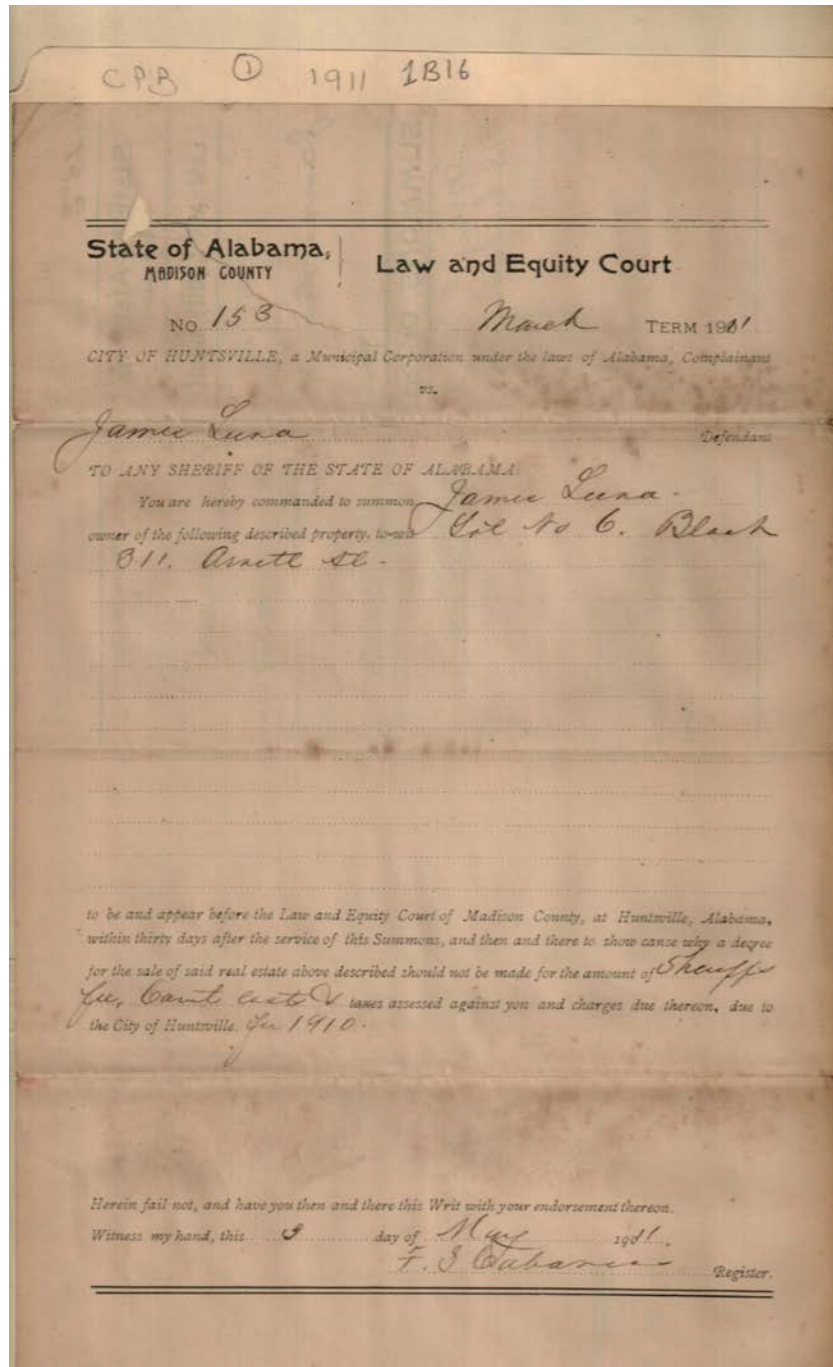 CPB ① 1911 1B16
State of Alabama, Law and Equity Court
MADISON COUNTY
No. 153 March TERM 1911
CITY OF HUNTSVILLE, a Municipal Corporation under the laws of Alabama, Complainant
vs.
James Luna Defendant
TO ANY SHERIFF OF THE STATE OF ALABAMA:
You are hereby commanded to summon James Luna.
owner of the following described property, to-wit Lot No 6. Block
311. Arnett St.
to be and appear before the Law and Equity Court of Madison County, at Huntsville, Alabama,
within thirty days after the service of this Summons, and then and there to show cause why a degree
for the sale of said real estate above described should not be made for the amount of Sheriffs
fee, Court cost & taxes assessed against you and charges due thereon, due to
the City of Huntsville. for 1910.
Herein fail not, and have you then and there this Writ with your endorsement thereon.
Witness my hand, this 3 day of May 1911.
Register.